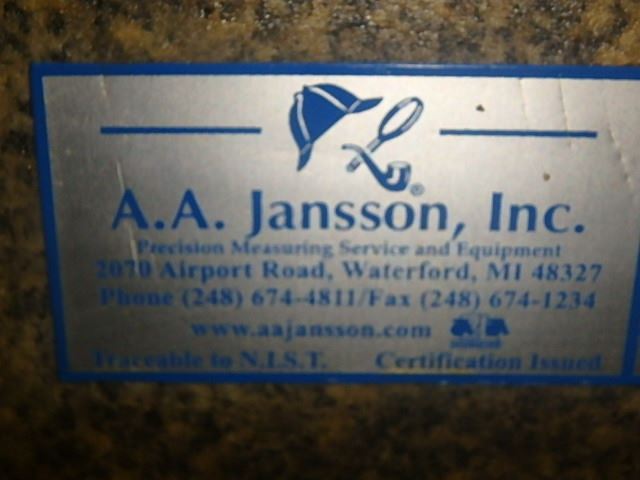 ®
A.A. Jansson, Inc.
Precision Measuring Service and Equipment
2070 Airport Road, Waterford, MI 48327
Phone (248) 674-4811/Fax (248) 674-1234
www.aajansson.com
Traceable to N.I.S.T. Certification Issued